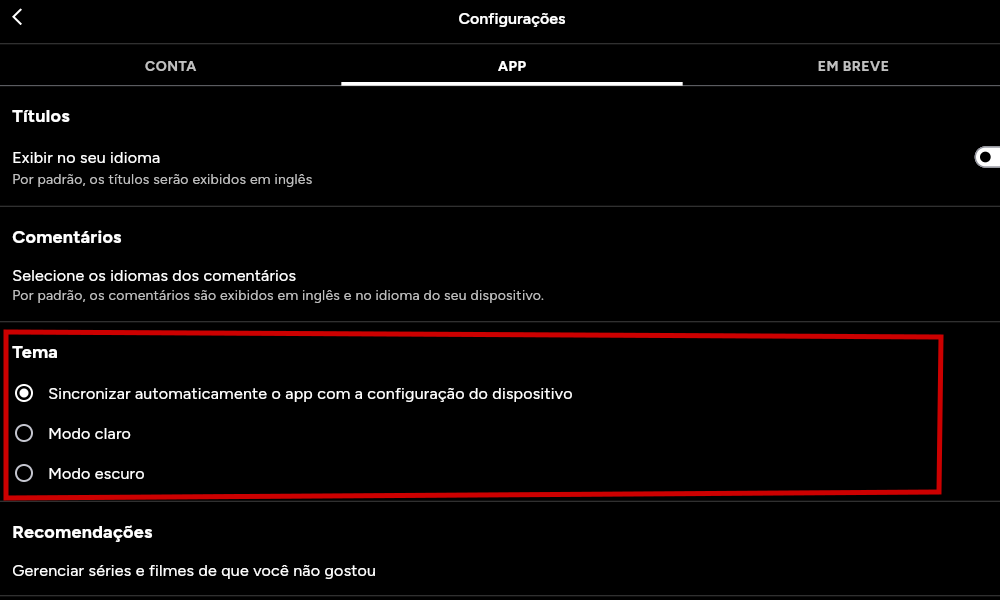 Configurações
CONTA
APP
EM BREVE
Títulos
Exibir no seu idioma
Por padrão, os títulos serão exibidos em inglês
Comentários
Selecione os idiomas dos comentários
Por padrão, os comentários são exibidos em inglês e no idioma do seu dispositivo.
Tema
Sincronizar automaticamente o app com a configuração do dispositivo
Modo claro
Modo escuro
Recomendações
Gerenciar séries e filmes de que você não gostou